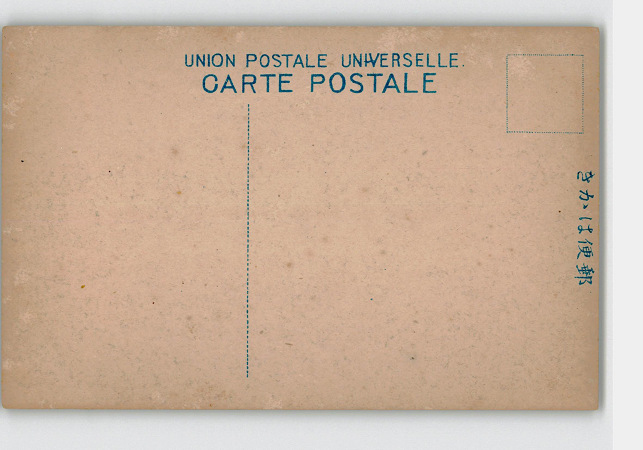 UNION POSTALE UNIVERSELLE.
CARTE POSTALE
きかは便郵